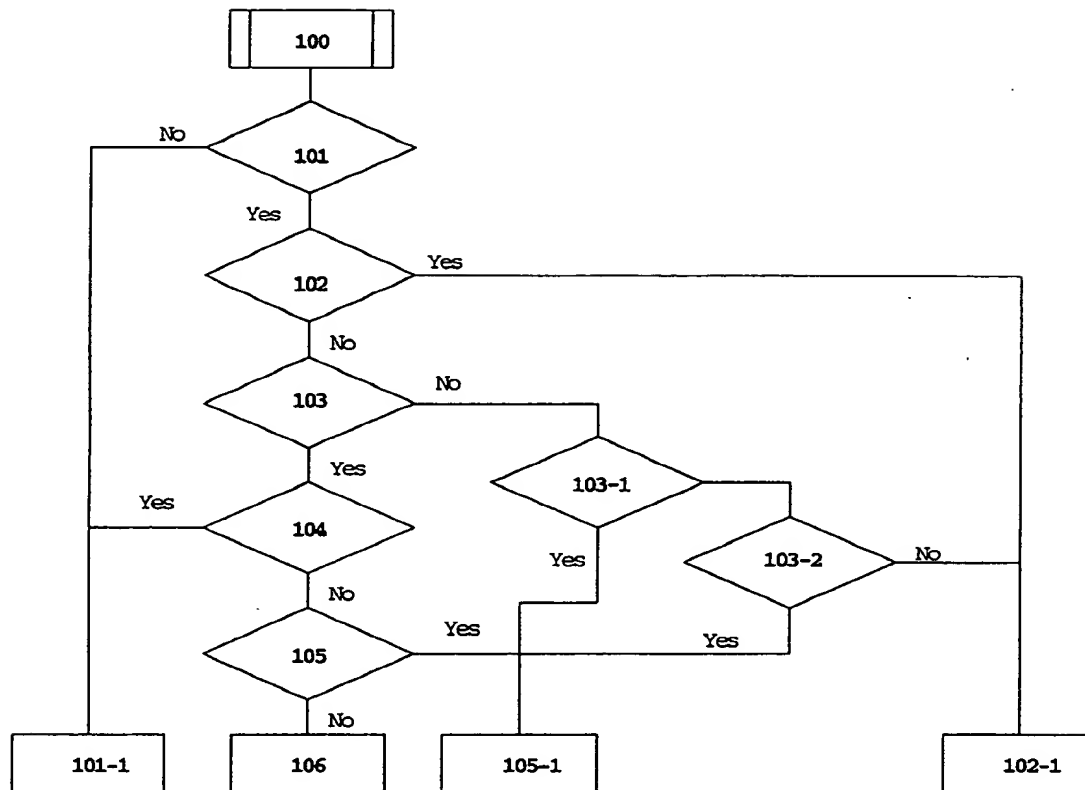 100
No
101
Yes
102
Yes
No
103
No
Yes
103-1
Yes
104
103-2
No
Yes
No
105
Yes
Yes
No
101-1
106
105-1
102-1